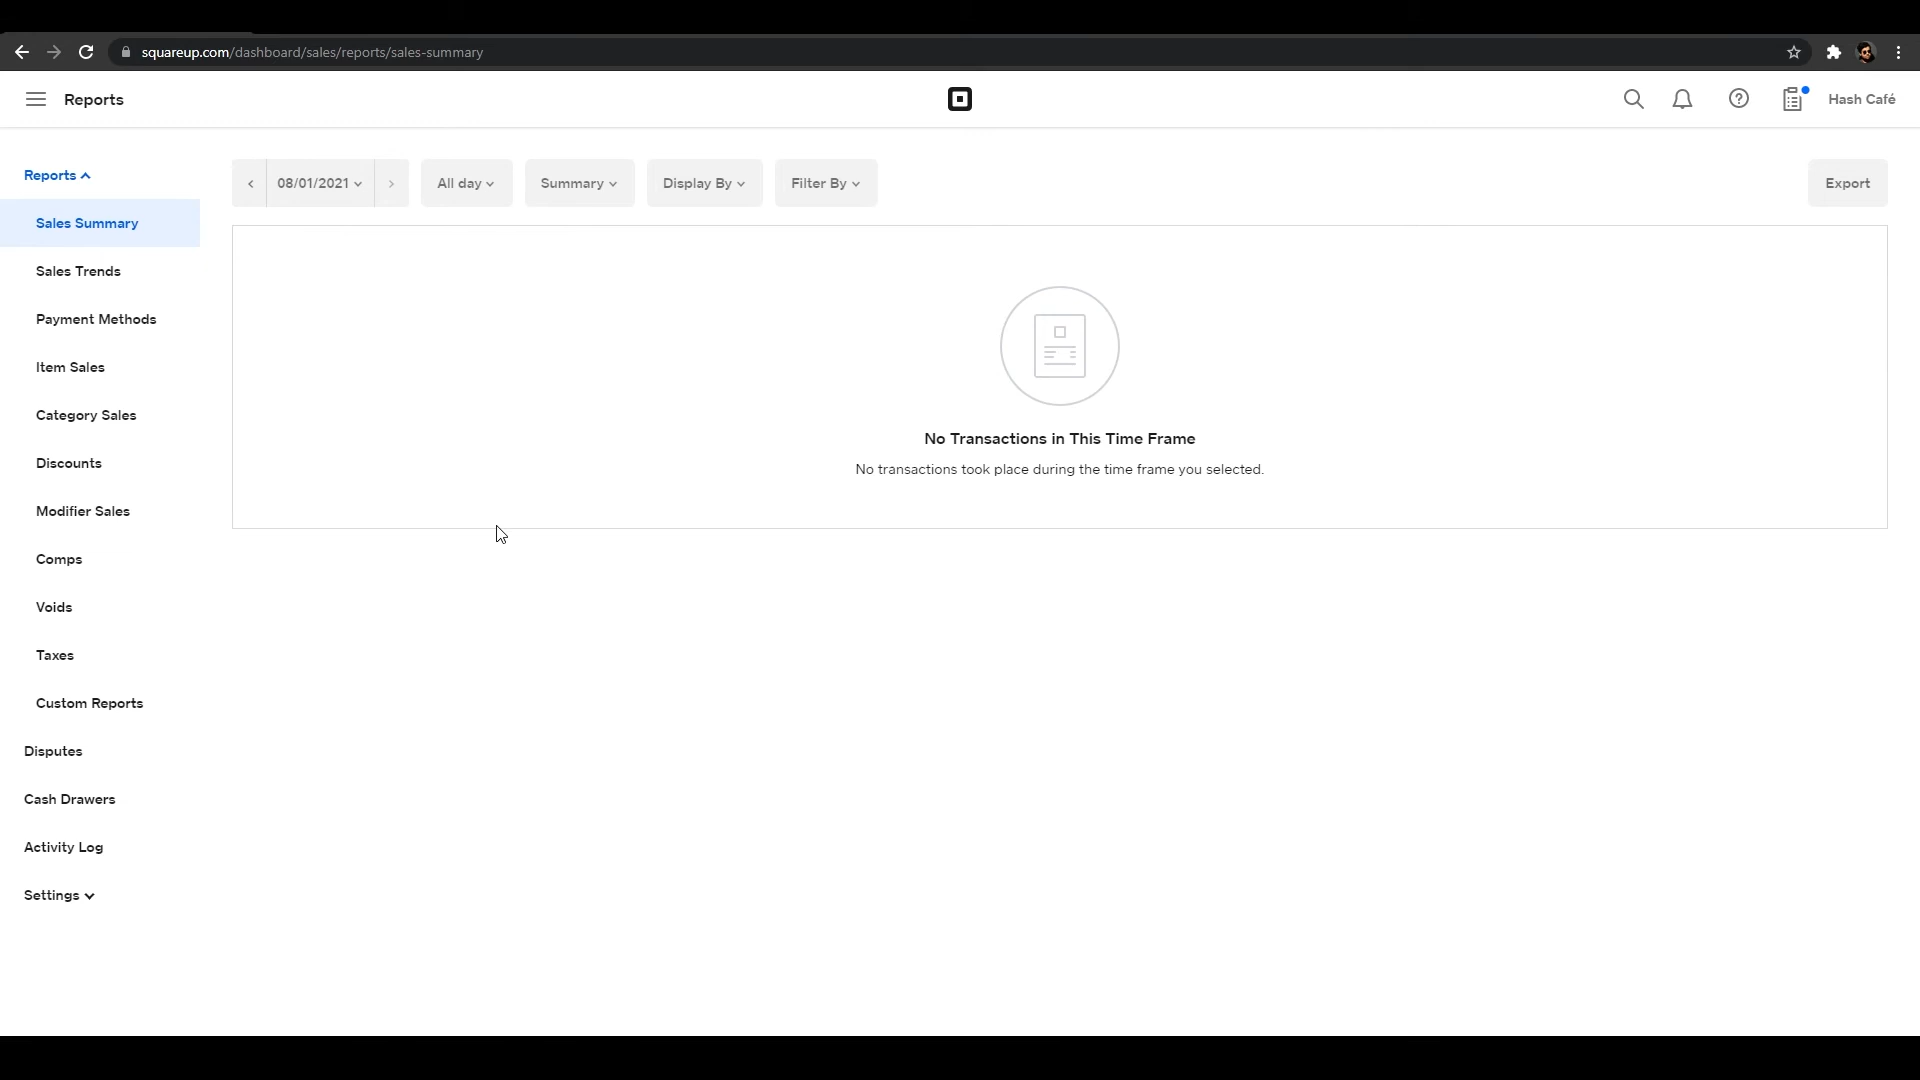 squareup.com/dashboard/sales/reports/sales-summary
Reports
Hash Café
Reports
08/01/2021
All day
Summary
Display By
Filter By
Export
Sales Summary
Sales Trends
Payment Methods
Item Sales
Category Sales
Discounts
Modifier Sales
Comps
Voids
Taxes
Custom Reports
Disputes
Cash Drawers
Activity Log
Settings
No Transactions in This Time Frame
No transactions took place during the time frame you selected.